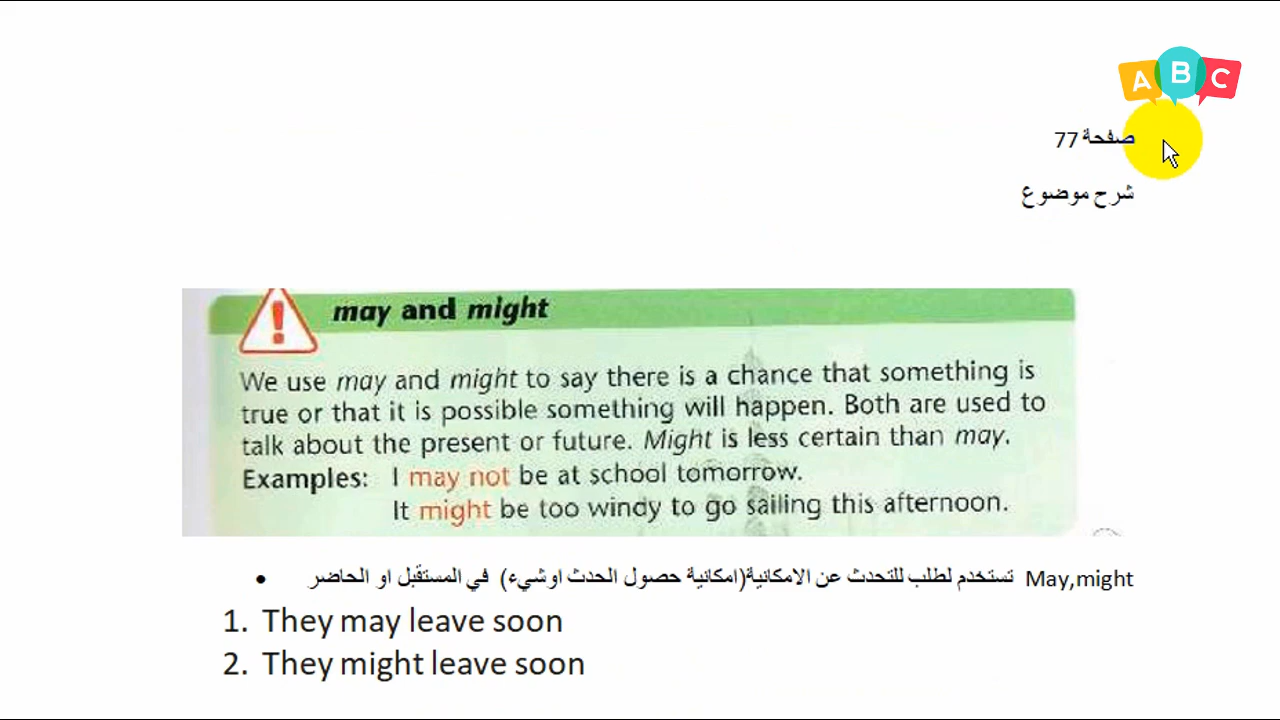 A B C
صفحة 77
شرح موضوع
may and might
We use may and might to say there is a chance that something is
true or that it is possible something will happen. Both are used to
talk about the present or future. Might is less certain than may.
Examples: I may not be at school tomorrow.
It might be too windy to go sailing this afternoon.
• May,might تستخدم لطلب للتحدث عن الامكانية(امكانية حصول الحدث اوشيء) في المستقبل او الحاضر
1. They may leave soon
2. They might leave soon